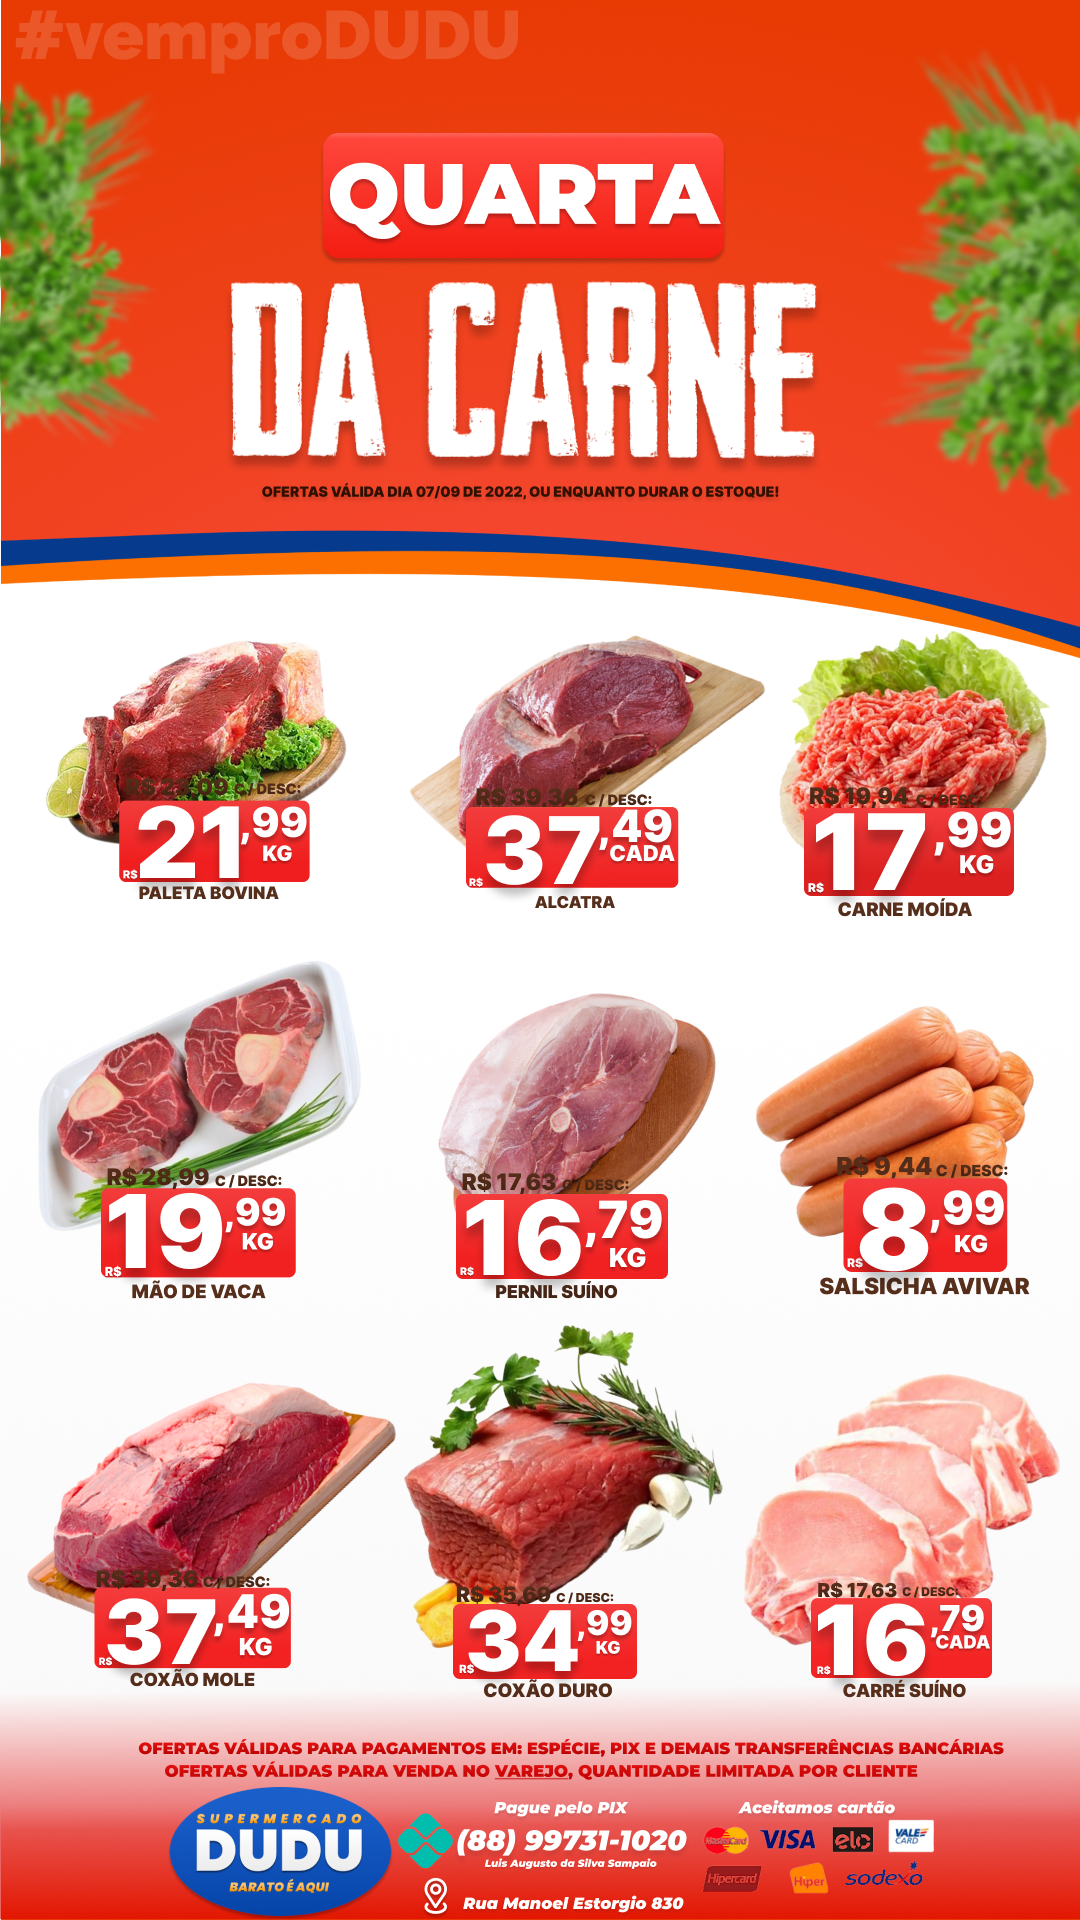 #vemproDUDU
QUARTA
DA CARNE
OFERTAS VÁLIDA DIA 07/09 DE 2022, OU ENQUANTO DURAR O ESTOQUE!
C / DESC:
R$ 21,99 KG
PALETA BOVINA
R$ 39,36 C / DESC:
R$ 37,49 CADA
ALCATRA
R$ 19,94 C / DESC:
R$ 17,99 KG
CARNE MOÍDA
R$ 28,99 C / DESC:
R$ 19,99 KG
MÃO DE VACA
R$ 17,63 C / DESC:
R$ 16,79 KG
PERNIL SUÍNO
R$ 9,44 C / DESC:
R$ 8,99 KG
SALSICHA AVIVAR
R$ 39,36 C / DESC:
R$ 37,49 KG
COXÃO MOLE
R$ 35,69 C / DESC:
R$ 34,99 KG
COXÃO DURO
R$ 17,63 C / DESC:
R$ 16,79 CADA
CARRÉ SUÍNO
OFERTAS VÁLIDAS PARA PAGAMENTOS EM: ESPÉCIE, PIX E DEMAIS TRANSFERÊNCIAS BANCÁRIAS
OFERTAS VÁLIDAS PARA VENDA NO VAREJO, QUANTIDADE LIMITADA POR CLIENTE
SUPERMERCADO
DUDU
BARATO É AQUI
Pague pelo PIX
(88) 99731-1020
Luis Augusto da Silva Sampaio
Rua Manoel Estorgio 830
Aceitamos cartão
MasterCard VISA elo VALE CARD
Hipercard Hiper sodexo